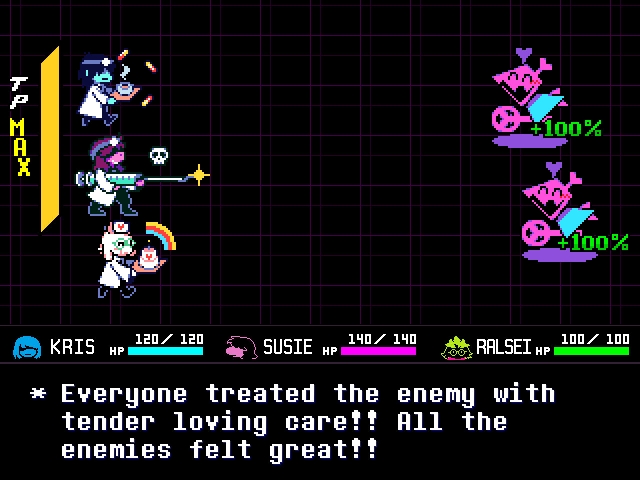 TP
MAX
+100%
+100%
KRIS HP 120/120 SUSIE HP 140/140 RALSEI HP 100/100
* Everyone treated the enemy with
tender loving care!! All the
enemies felt great!!